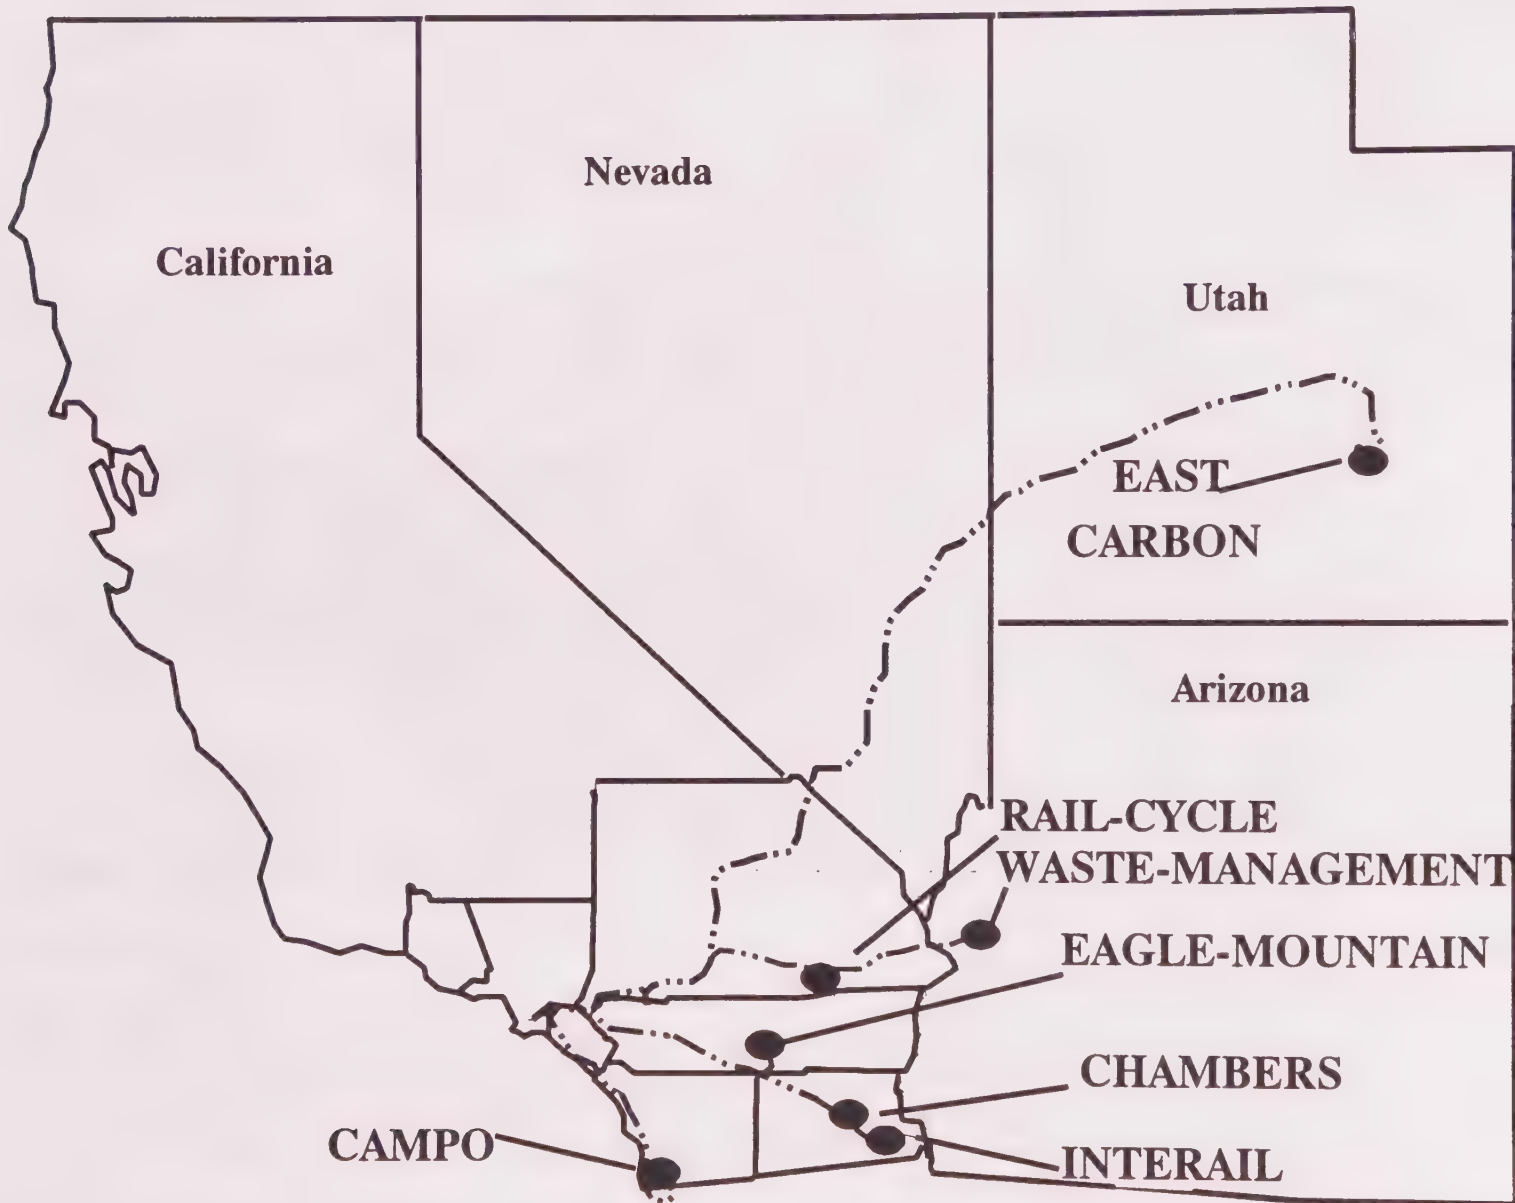 Nevada
California
Utah
EAST
CARBON
Arizona
RAIL-CYCLE
WASTE-MANAGEMENT
EAGLE-MOUNTAIN
CHAMBERS
CAMPO
INTERAIL